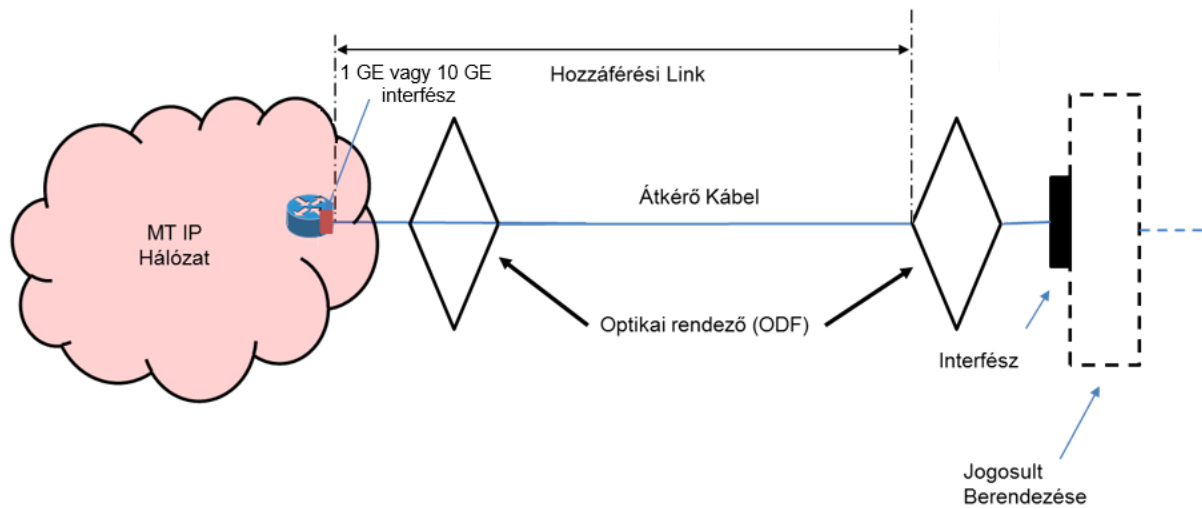 Hozzáférési Link
1 GE vagy 10 GE
interfész
Átkérő Kábel
MT IP
Hálózat
Optikai rendező (ODF)
Interfész
Jogosult
Berendezése